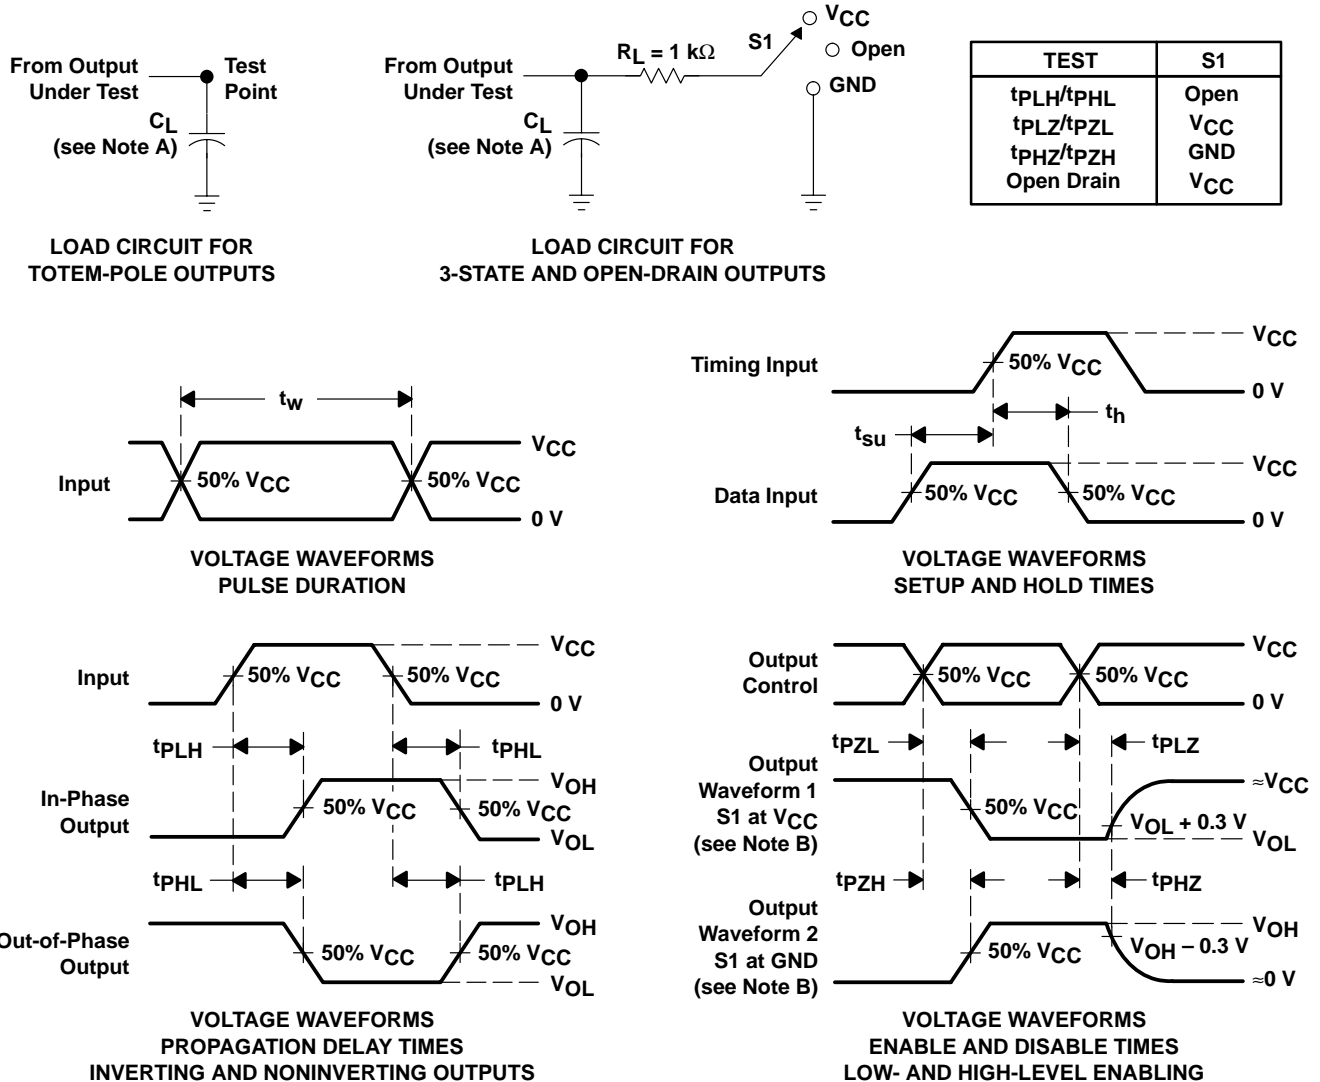 From Output
Under Test
Test
Point
CL
(see Note A)
LOAD CIRCUIT FOR
TOTEM-POLE OUTPUTS
From Output
Under Test
RL = 1 kΩ
S1
VCC
Open
GND
CL
(see Note A)
LOAD CIRCUIT FOR
3-STATE AND OPEN-DRAIN OUTPUTS
TEST S1
tPLH/tPHL Open
tPLZ/tPZL VCC
tPHZ/tPZH GND
Open Drain VCC
tw
Input
50% VCC
50% VCC
VCC
0 V
VOLTAGE WAVEFORMS
PULSE DURATION
Timing Input
50% VCC
VCC
0 V
tsu
th
Data Input
50% VCC
50% VCC
VCC
0 V
VOLTAGE WAVEFORMS
SETUP AND HOLD TIMES
Input
50% VCC
50% VCC
VCC
0 V
tPLH
tPHL
In-Phase
Output
50% VCC
50% VCC
VOH
VOL
tPHL
tPLH
Out-of-Phase
Output
50% VCC
50% VCC
VOH
VOL
VOLTAGE WAVEFORMS
PROPAGATION DELAY TIMES
INVERTING AND NONINVERTING OUTPUTS
Output
Control
50% VCC
50% VCC
VCC
0 V
tPZL
tPLZ
Output
Waveform 1
S1 at VCC
(see Note B)
50% VCC
VOL + 0.3 V
≈VCC
VOL
tPZH
tPHZ
Output
Waveform 2
S1 at GND
(see Note B)
50% VCC
VOH − 0.3 V
VOH
≈0 V
VOLTAGE WAVEFORMS
ENABLE AND DISABLE TIMES
LOW- AND HIGH-LEVEL ENABLING